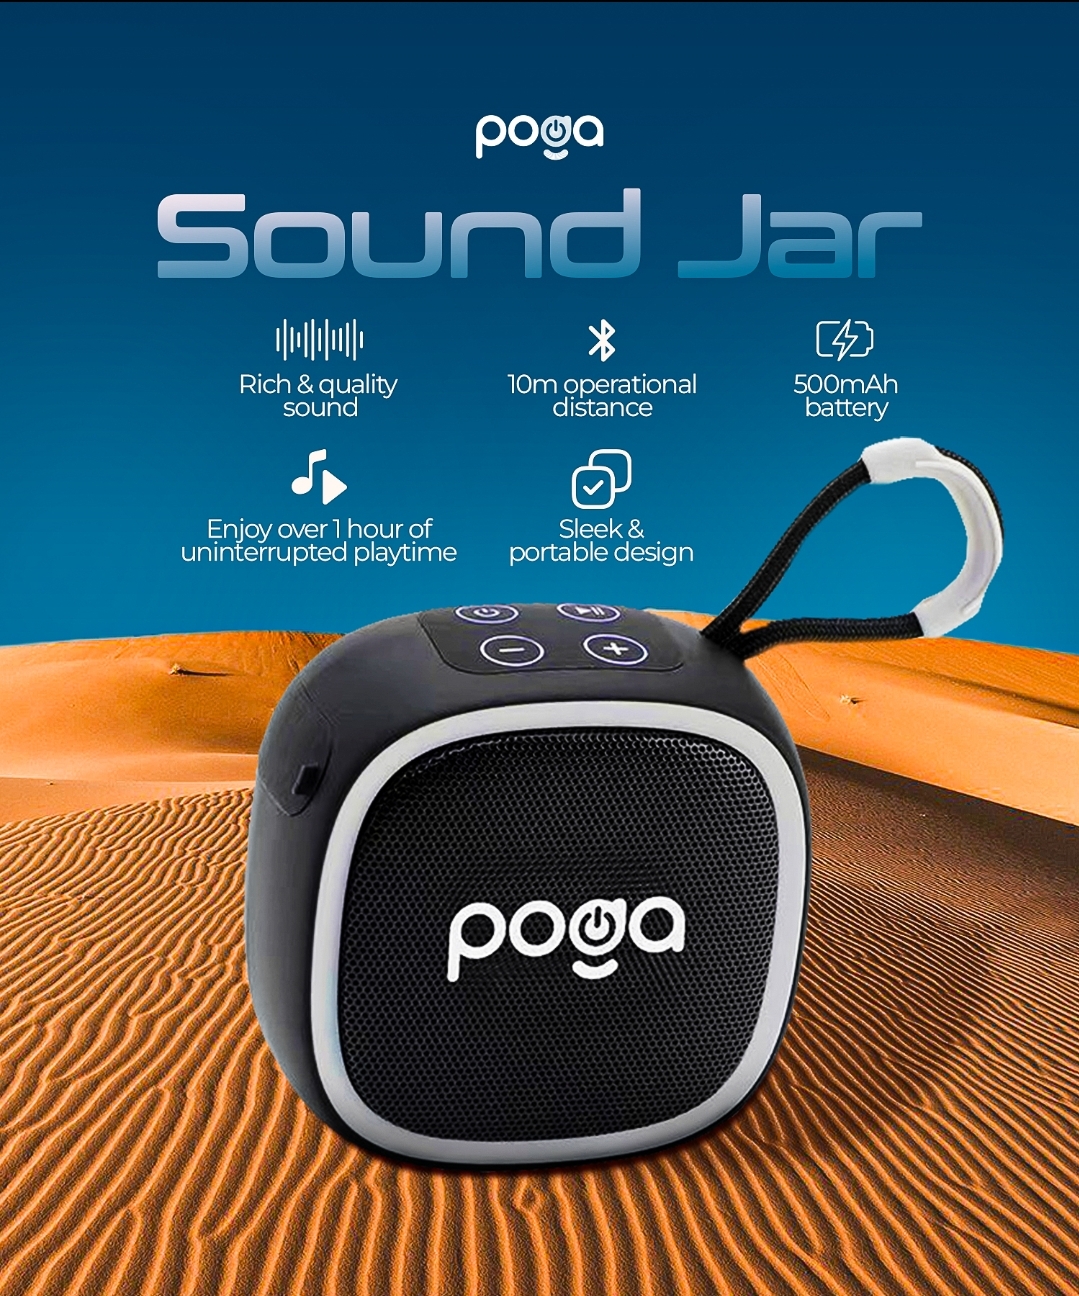 poga
Sound Jar
Rich & quality
sound
10m operational
distance
500mAh
battery
Enjoy over 1 hour of
uninterrupted playtime
Sleek &
portable design
poga